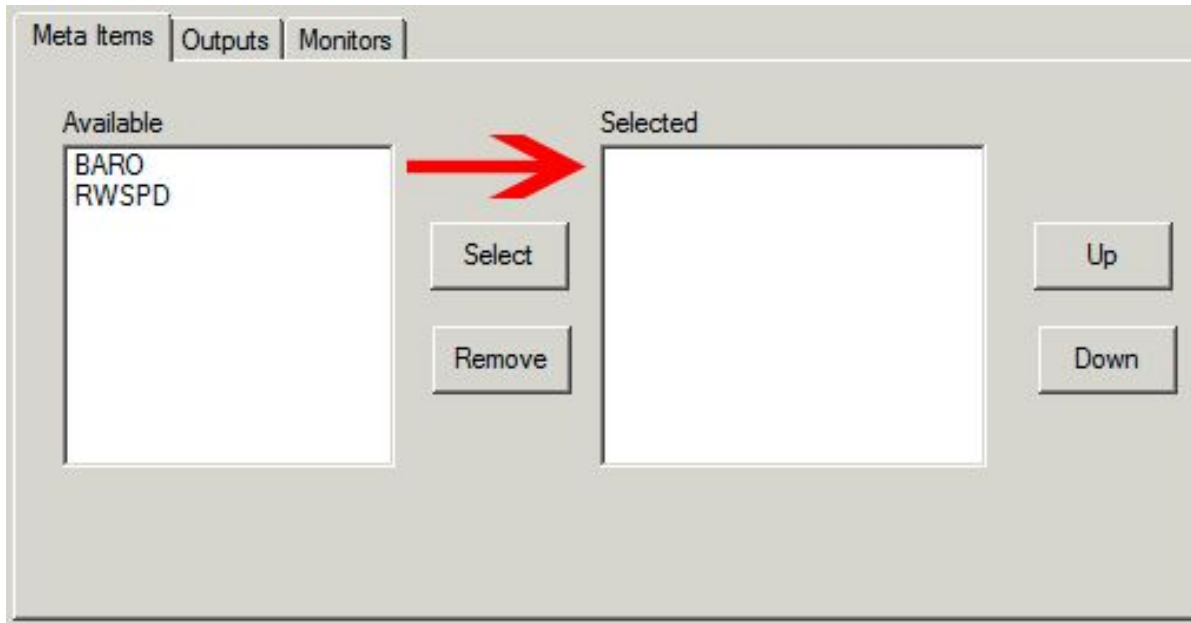 Meta Items Outputs Monitors
Available Selected
BARO
RWSPD
Select Up
Remove Down